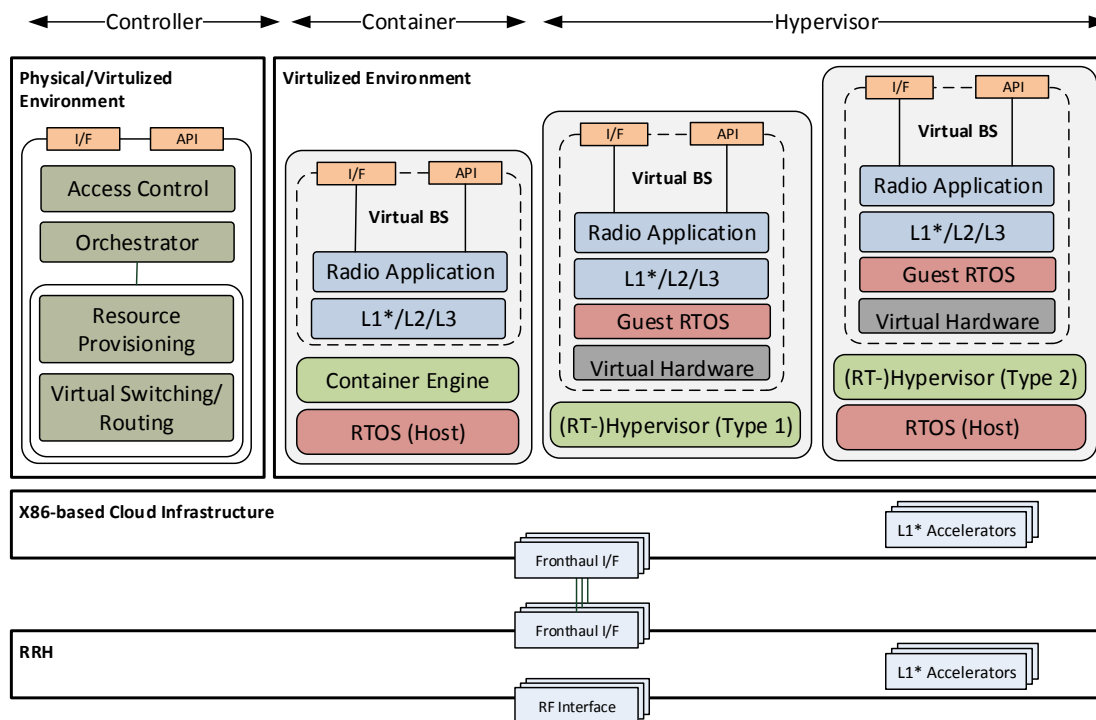 Controller
Container
Hypervisor
Physical/Virtulized
Environment
I/F
API
Access Control
Orchestrator
Resource
Provisioning
Virtual Switching/
Routing
Virtulized Environment
I/F
API
Virtual BS
Radio Application
L1*/L2/L3
Container Engine
RTOS (Host)
I/F
API
Virtual BS
Radio Application
L1*/L2/L3
Guest RTOS
Virtual Hardware
(RT-)Hypervisor (Type 1)
I/F
API
Virtual BS
Radio Application
L1*/L2/L3
Guest RTOS
Virtual Hardware
(RT-)Hypervisor (Type 2)
RTOS (Host)
X86-based Cloud Infrastructure
L1* Accelerators
Fronthaul I/F
Fronthaul I/F
RRH
L1* Accelerators
RF Interface